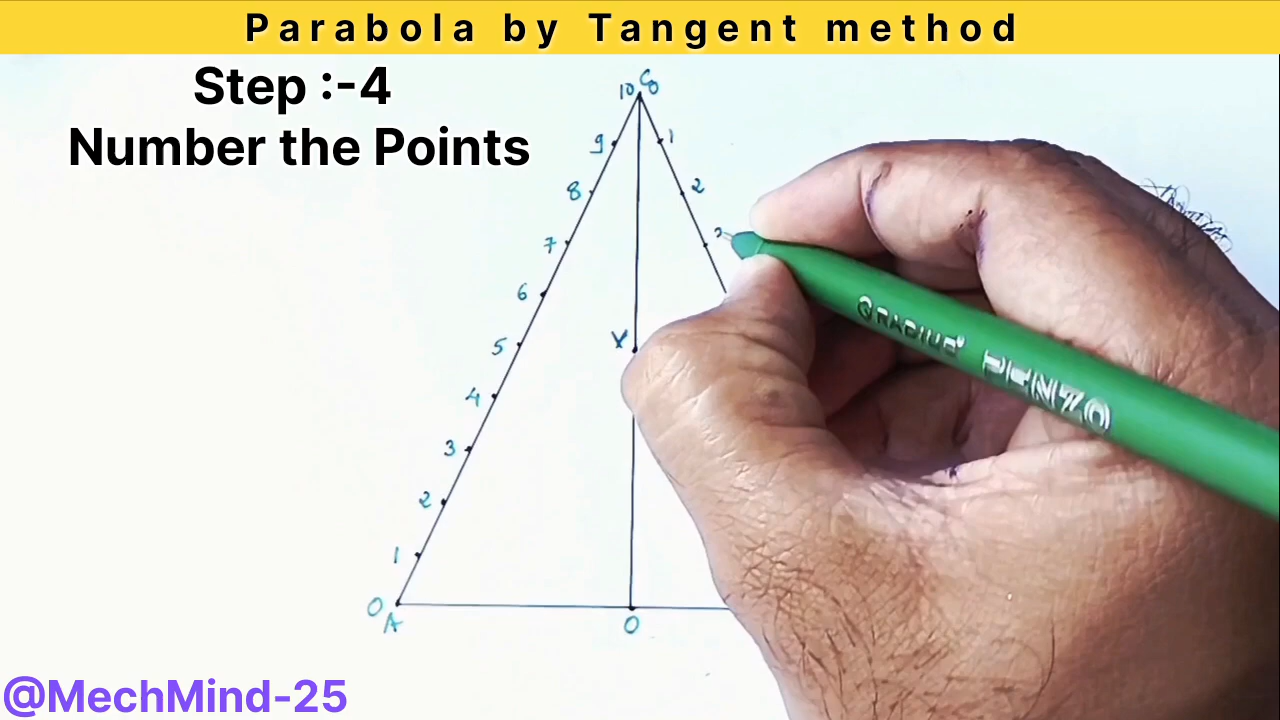 Parabola by Tangent method
Step :-4
Number the Points
10 C 0
9 1
8 2
7 3
6
5 V
4
3
2
1
0 A O
@MechMind-25